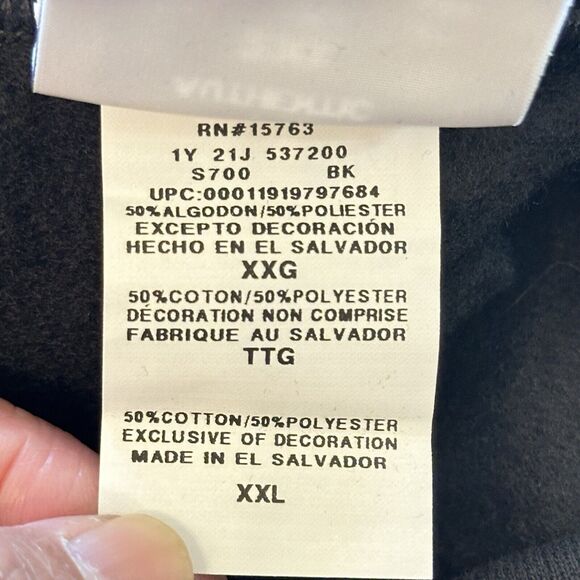 AUTHENTIC
RN#15763
1Y 21J 537200
S700 BK
UPC:00011919797684
50%ALGODON/50%POLIESTER
EXCEPTO DECORACIÓN
HECHO EN EL SALVADOR
XXG
50%COTON/50%POLYESTER
DÉCORATION NON COMPRISE
FABRIQUE AU SALVADOR
TTG
50%COTTON/50%POLYESTER
EXCLUSIVE OF DECORATION
MADE IN EL SALVADOR
XXL